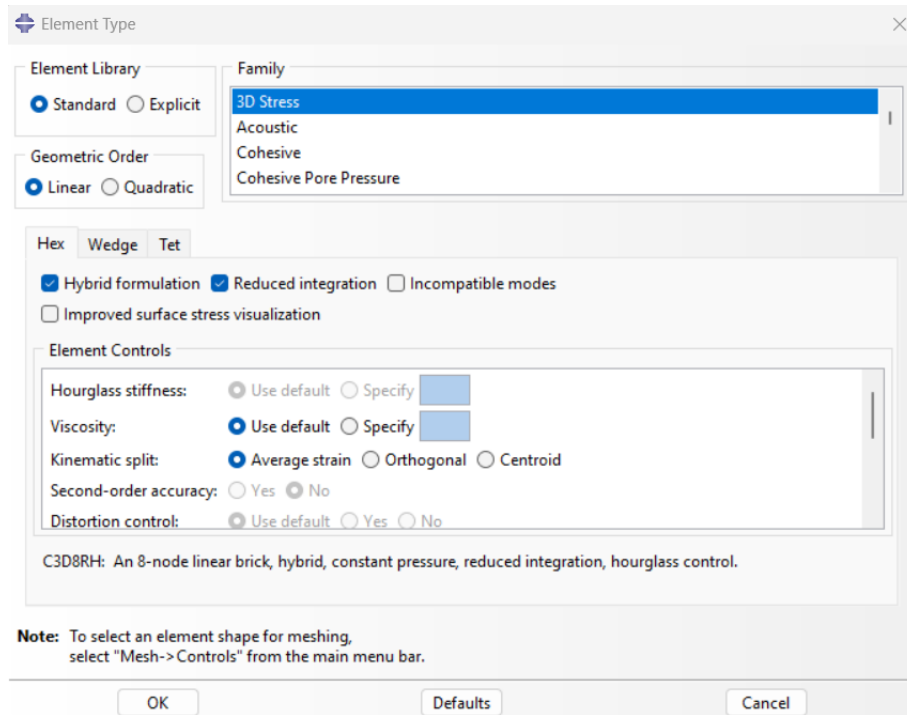 Element Type
Element Library
Standard Explicit
Family
3D Stress
Acoustic
Cohesive
Cohesive Pore Pressure
Geometric Order
Linear Quadratic
Hex Wedge Tet
Hybrid formulation Reduced integration Incompatible modes
Improved surface stress visualization
Element Controls
Hourglass stiffness: Use default Specify
Viscosity: Use default Specify
Kinematic split: Average strain Orthogonal Centroid
Second-order accuracy: Yes No
Distortion control: Use default Yes No
C3D8RH: An 8-node linear brick, hybrid, constant pressure, reduced integration, hourglass control.
Note: To select an element shape for meshing,
select "Mesh->Controls" from the main menu bar.
OK Defaults Cancel